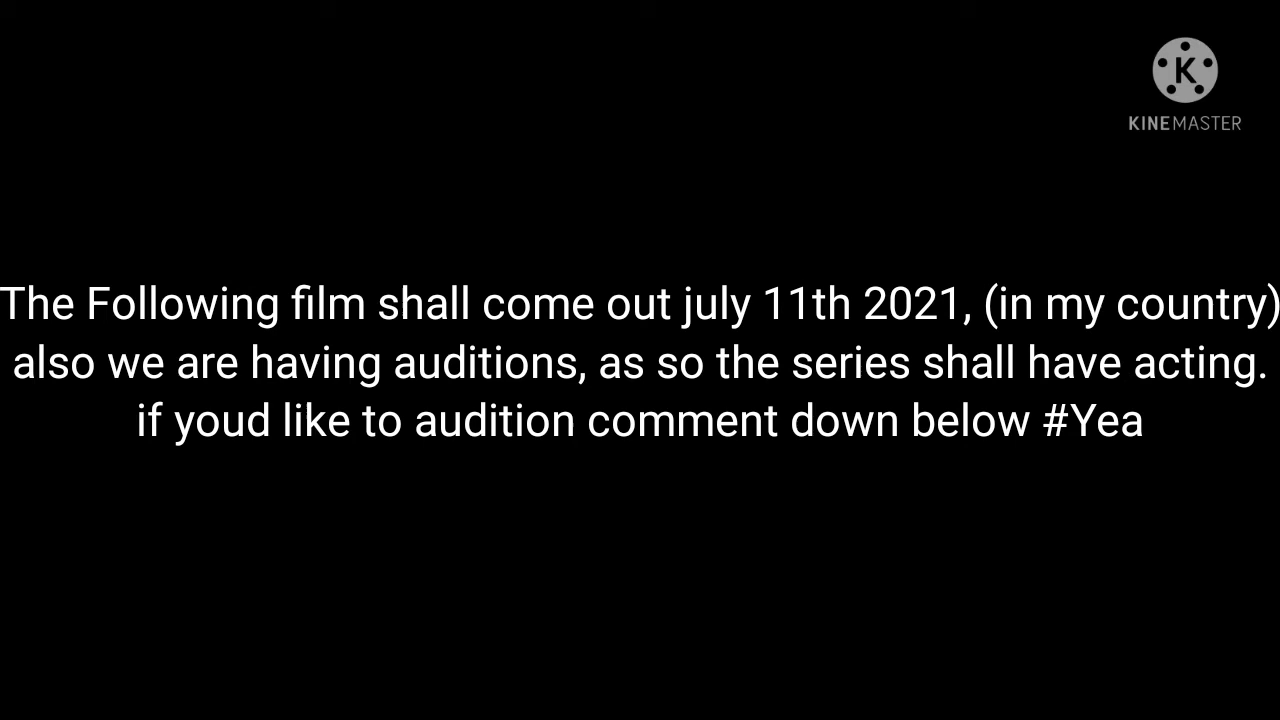 K
KINEMASTER
The Following film shall come out july 11th 2021, (in my country)
also we are having auditions, as so the series shall have acting.
if youd like to audition comment down below #Yea